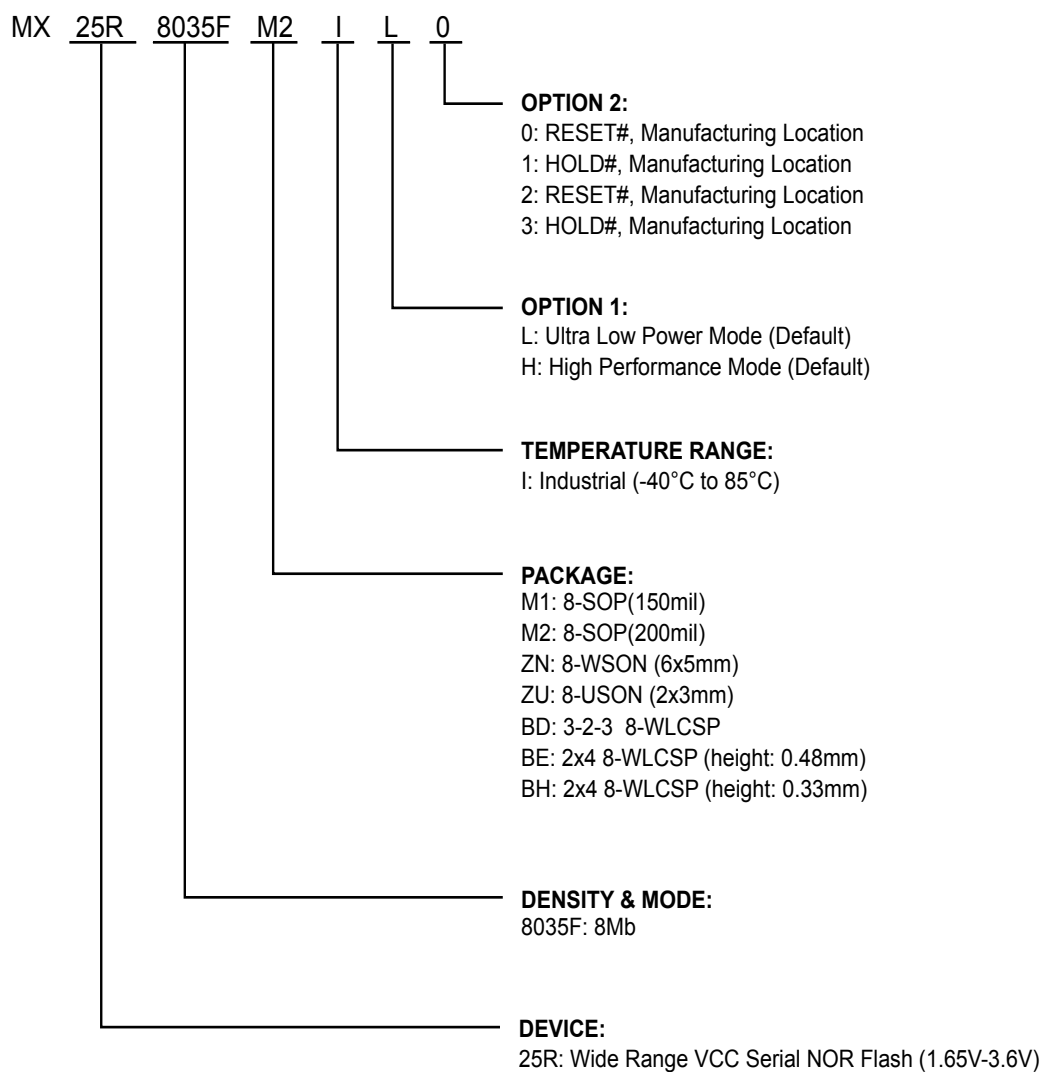 MX 25R 8035F M2 I L 0
OPTION 2:
0: RESET#, Manufacturing Location
1: HOLD#, Manufacturing Location
2: RESET#, Manufacturing Location
3: HOLD#, Manufacturing Location
OPTION 1:
L: Ultra Low Power Mode (Default)
H: High Performance Mode (Default)
TEMPERATURE RANGE:
I: Industrial (-40°C to 85°C)
PACKAGE:
M1: 8-SOP(150mil)
M2: 8-SOP(200mil)
ZN: 8-WSON (6x5mm)
ZU: 8-USON (2x3mm)
BD: 3-2-3 8-WLCSP
BE: 2x4 8-WLCSP (height: 0.48mm)
BH: 2x4 8-WLCSP (height: 0.33mm)
DENSITY & MODE:
8035F: 8Mb
DEVICE:
25R: Wide Range VCC Serial NOR Flash (1.65V-3.6V)